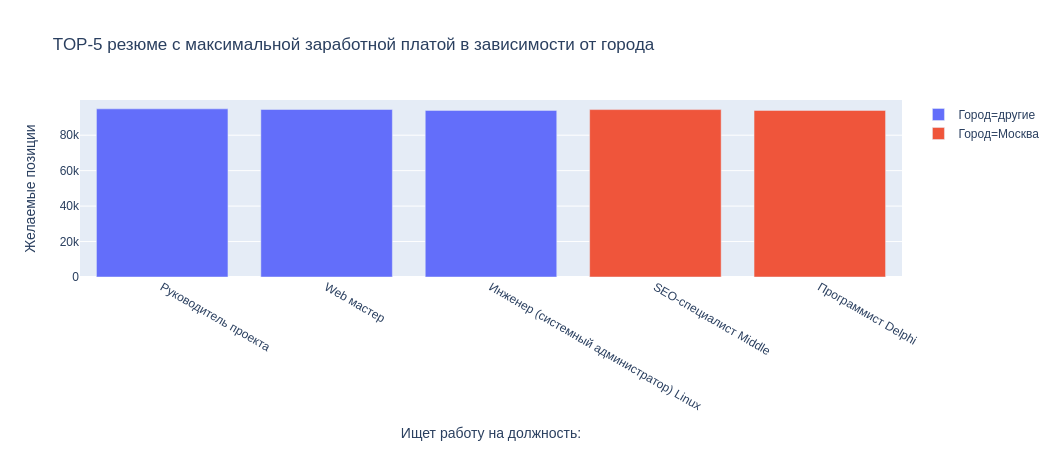 TOP-5 резюме с максимальной заработной платой в зависимости от города
Желаемые позиции
80k
60k
40k
20k
0
Руководитель проекта
Web мастер
Инженер (системный администратор) Linux
SEO-специалист Middle
Программист Delphi
Ищет работу на должность:
Город=другие
Город=Москва